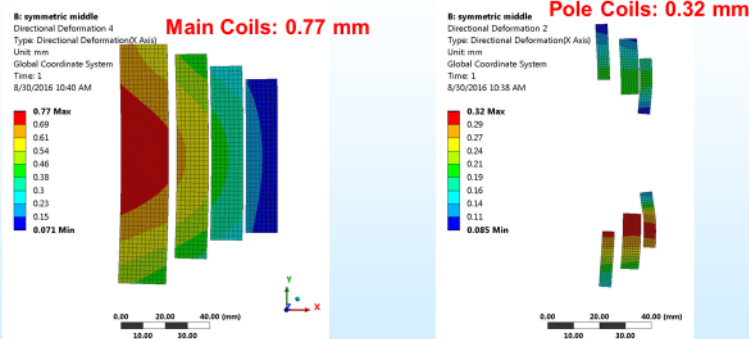 B: symmetric middle
Directional Deformation 4
Type: Directional Deformation(X Axis)
Unit: mm
Global Coordinate System
Time: 1
8/30/2016 10:40 AM
Main Coils: 0.77 mm
0.77 Max
0.69
0.61
0.54
0.46
0.38
0.3
0.23
0.15
0.071 Min
Y
Z
X
0.00 20.00 40.00 (mm)
10.00 30.00
B: symmetric middle
Directional Deformation 2
Type: Directional Deformation(X Axis)
Unit: mm
Global Coordinate System
Time: 1
8/30/2016 10:38 AM
Pole Coils: 0.32 mm
0.32 Max
0.29
0.27
0.24
0.21
0.19
0.16
0.14
0.11
0.085 Min
0.00 20.00 40.00 (mm)
10.00 30.00